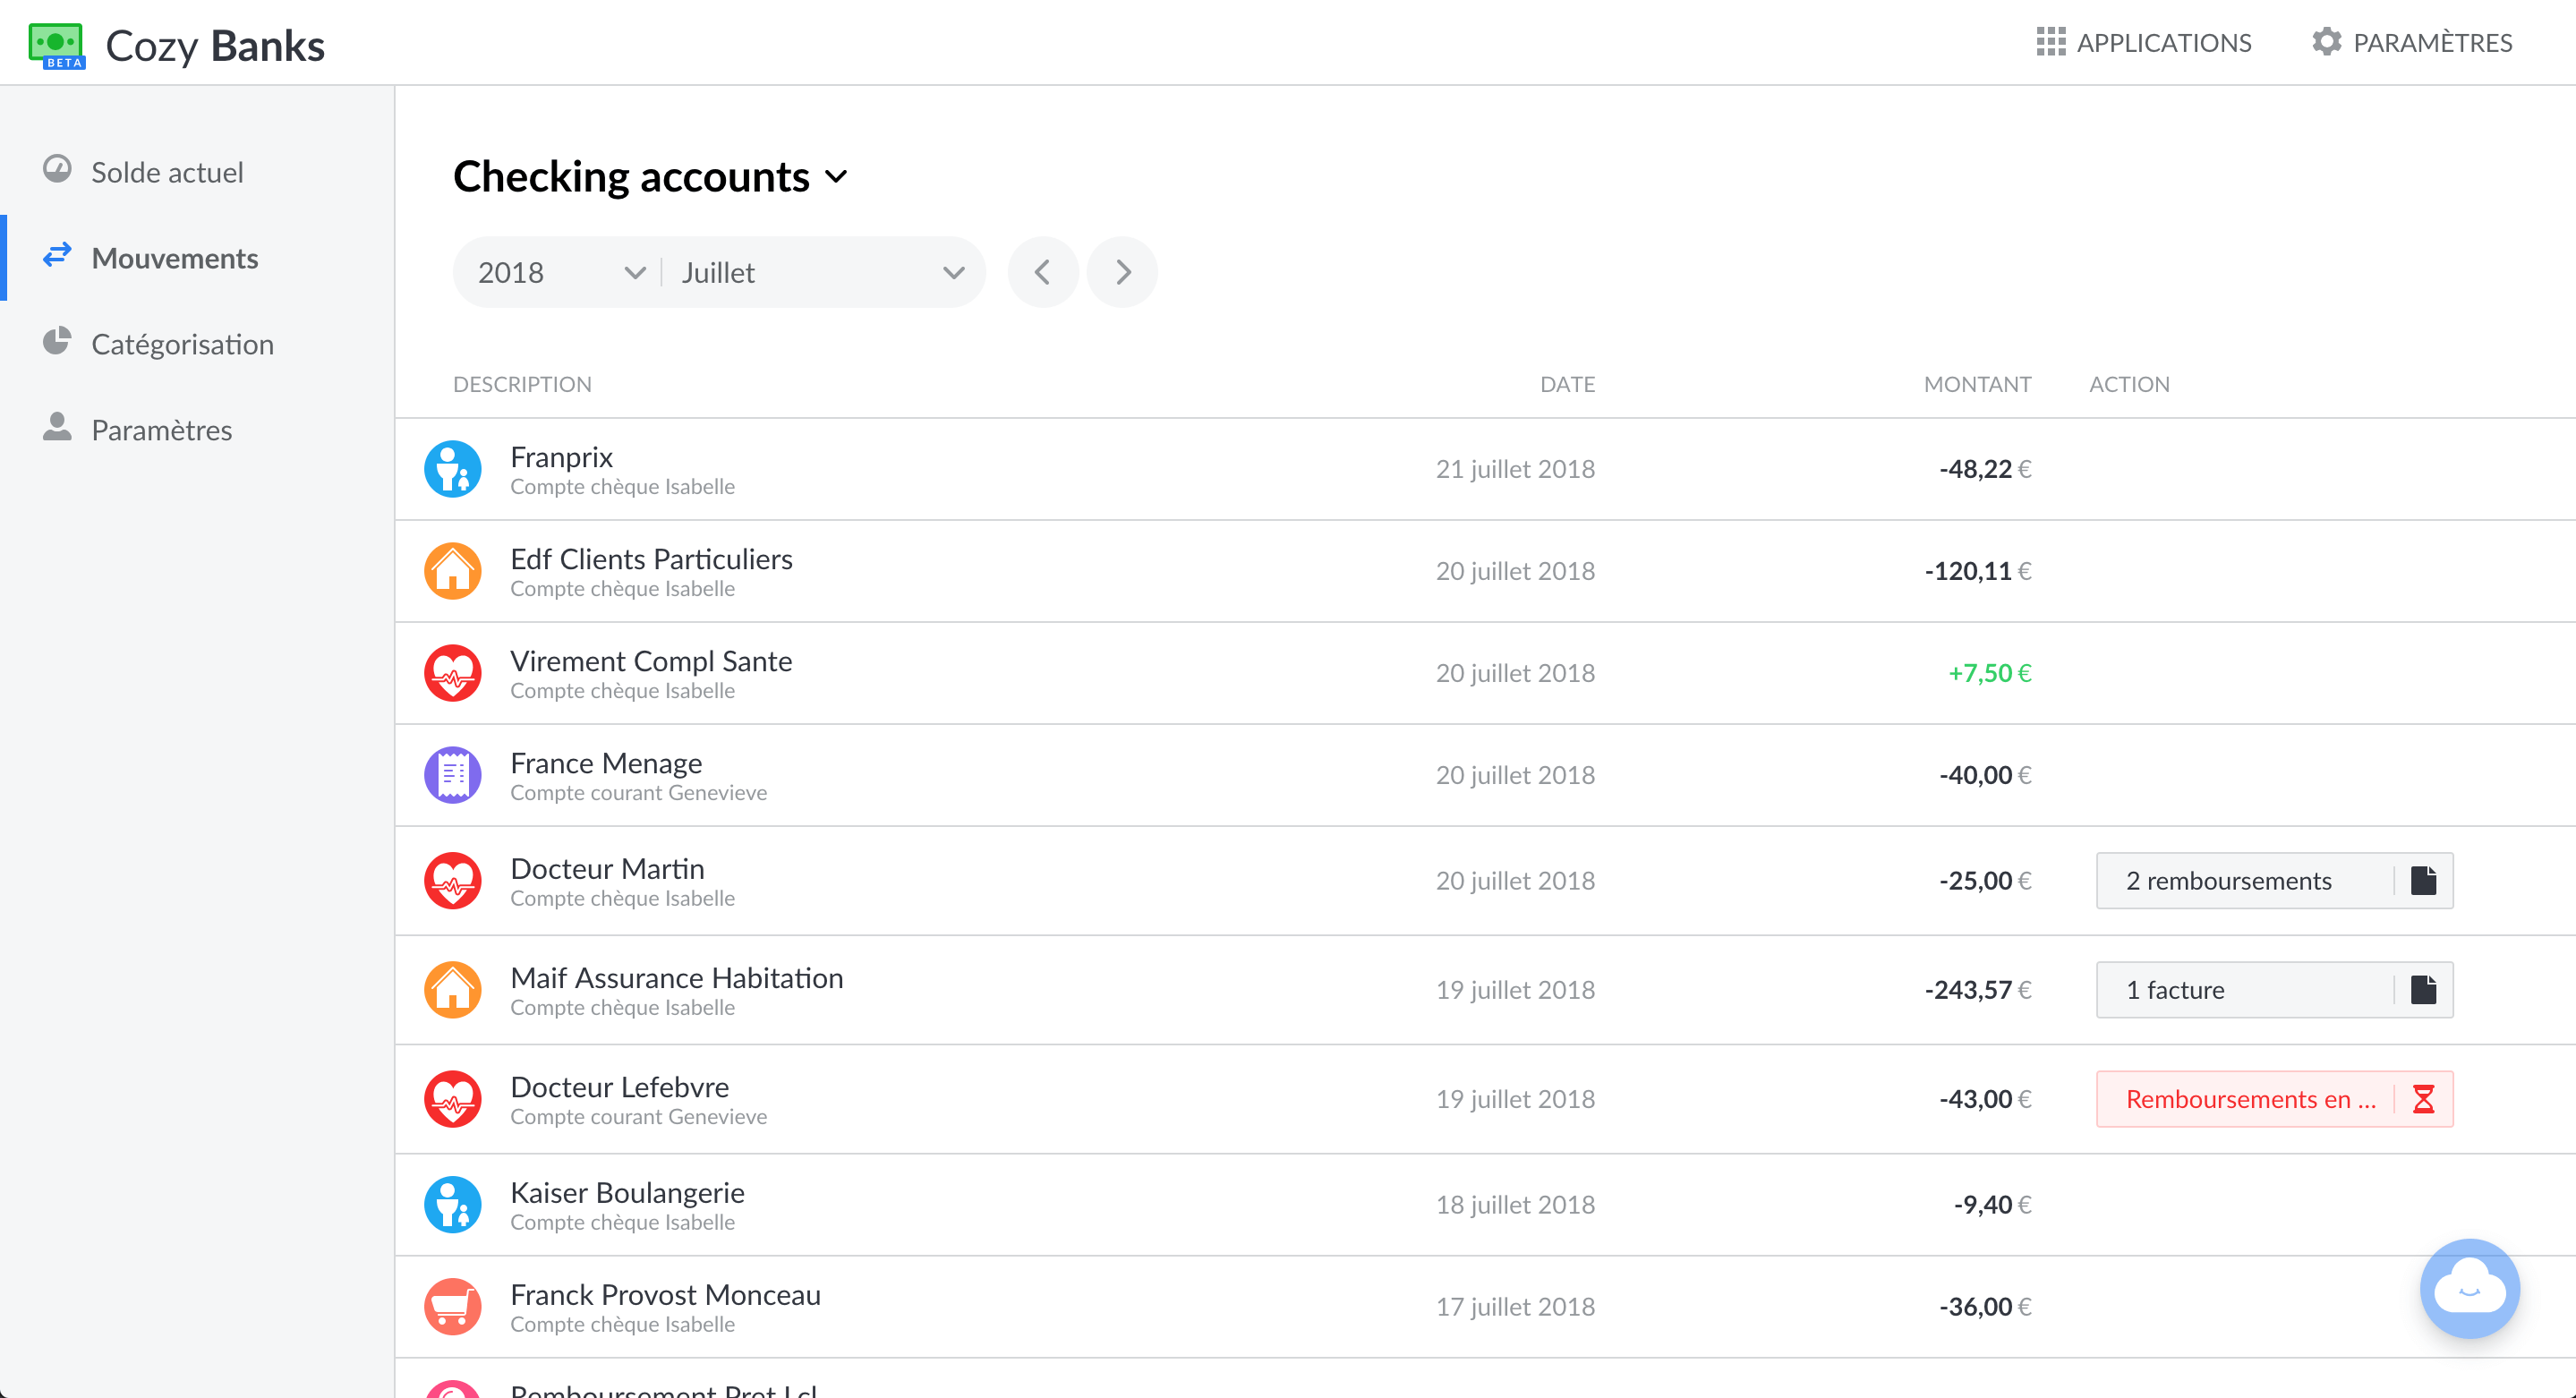 BETA
Cozy Banks
APPLICATIONS
PARAMÈTRES
Solde actuel
Mouvements
Catégorisation
Paramètres
Checking accounts
2018
Juillet
DESCRIPTION
DATE
MONTANT
ACTION
Franprix
Compte chèque Isabelle
21 juillet 2018
-48,22 €
Edf Clients Particuliers
Compte chèque Isabelle
20 juillet 2018
-120,11 €
Virement Compl Sante
Compte chèque Isabelle
20 juillet 2018
+7,50 €
France Menage
Compte courant Genevieve
20 juillet 2018
-40,00 €
Docteur Martin
Compte chèque Isabelle
20 juillet 2018
-25,00 €
2 remboursements
Maif Assurance Habitation
Compte chèque Isabelle
19 juillet 2018
-243,57 €
1 facture
Docteur Lefebvre
Compte courant Genevieve
19 juillet 2018
-43,00 €
Remboursements en ...
Kaiser Boulangerie
Compte chèque Isabelle
18 juillet 2018
-9,40 €
Franck Provost Monceau
Compte chèque Isabelle
17 juillet 2018
-36,00 €
Remboursement Pret Lcl